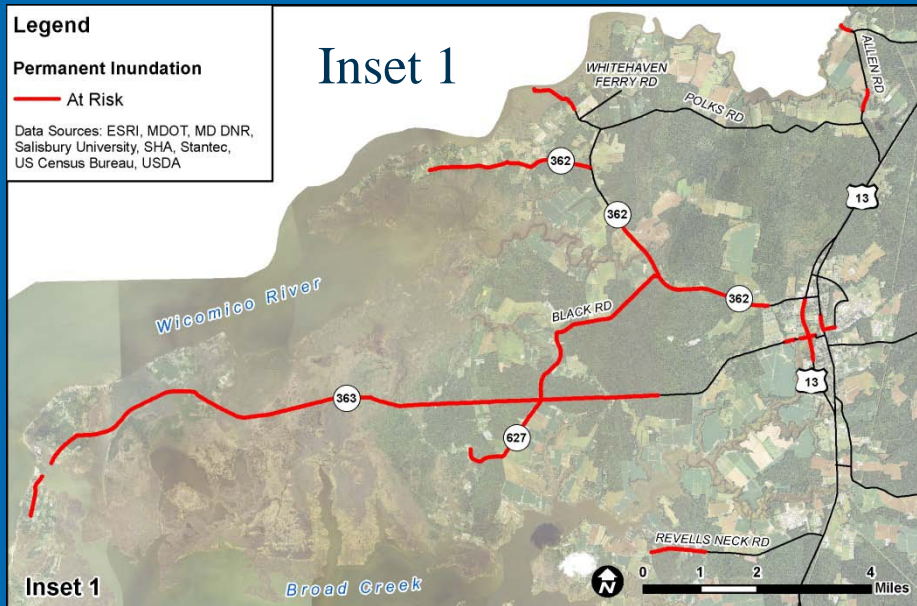 Legend
Permanent Inundation
At Risk
Data Sources: ESRI, MDOT, MD DNR,
Salisbury University, SHA, Stantec,
US Census Bureau, USDA
Inset 1
WHITEHAVEN
FERRY RD
POLKS RD
ALLEN RD
362
13
362
362
Wicomico River
BLACK RD
363
13
627
REVELLS NECK RD
Broad Creek
N
0 1 2 4
Miles
Inset 1